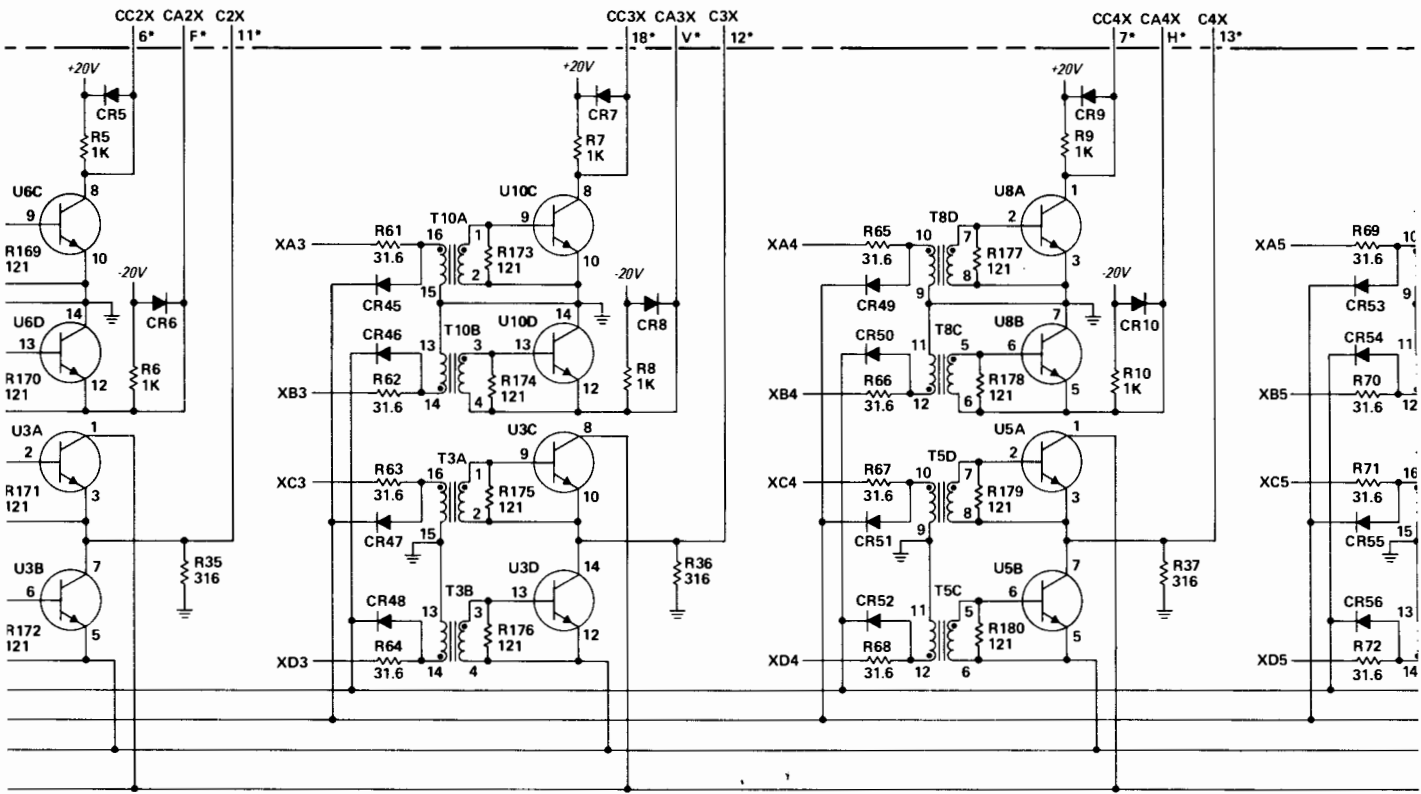 CC2X CA2X C2X CC3X CA3X C3X CC4X CA4X C4X
6* F* 11* 18* V* 12* 7* H* 13*
+20V +20V +20V
CR5 CR7 CR9
R5 R7 R9
1K 1K 1K
U6C 8 U10C 8 U8A 1
9 R61 16 T10A 1 9 R65 10 T8D 7 2 R69 10
XA3 31.6 XA4 31.6 XA5 31.6
R169 10 R173 10 R177 3
121 2 121 8 121
-20V CR45 15 -20V CR49 9 -20V CR53 9
14 14 7
U6D CR6 CR46 T10B U10D CR8 CR50 T8C U8B CR10 CR54
13 13 3 13 11 5 6 11
R170 12 R6 R62 R174 12 R8 R66 R178 5 R10 R70
121 1K XB3 31.6 14 4 121 1K XB4 31.6 12 6 121 1K XB5 31.6 12
U3A 1 U3C 8 U5A 1
2 R63 16 T3A 1 9 R67 10 T5D 7 2 R71 16
XC3 31.6 XC4 31.6 XC5 31.6
R171 3 R175 10 R179 3
121 2 121 8 121
CR47 15 CR51 9 CR55 15
R35 R36 R37
316 316 316
U3B 7 U3D 14 U5B 7
6 CR48 13 T3B 3 13 CR52 11 T5C 5 6 CR56 13
R172 5 R176 12 R180 5
121 121 121
XD3 R64 14 4 XD4 R68 12 6 XD5 R72 14
31.6 31.6 31.6